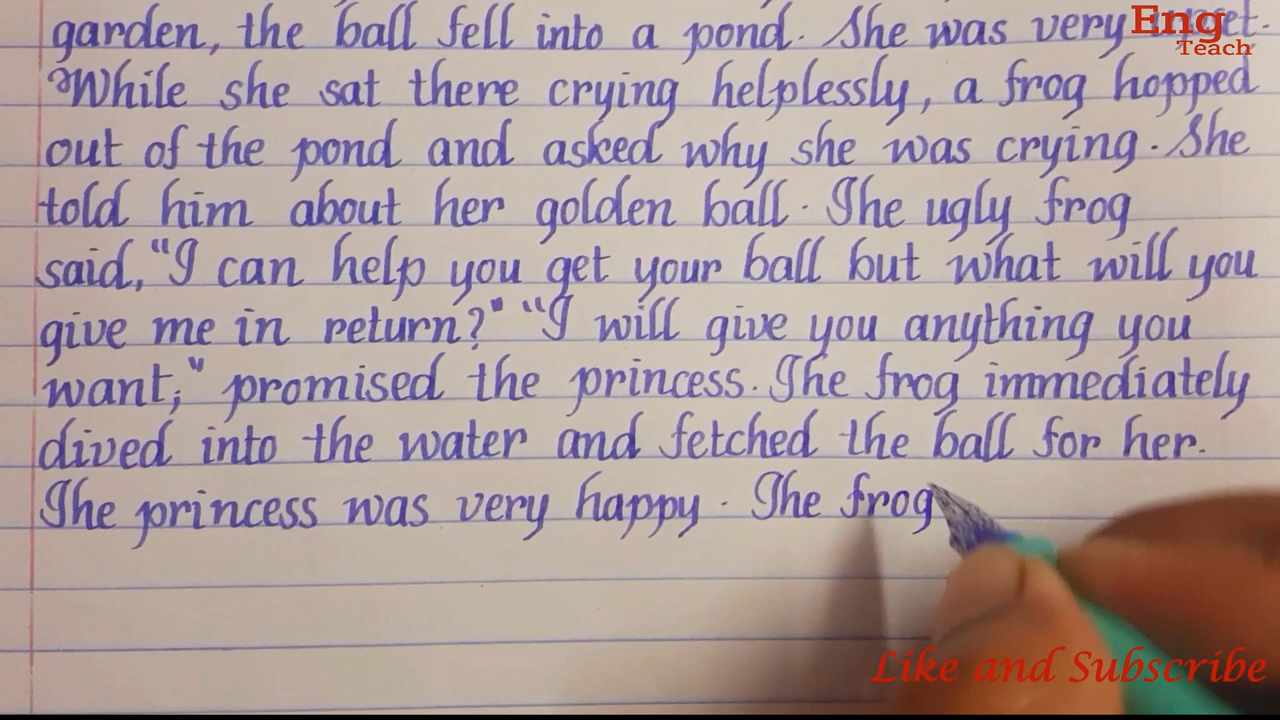 garden, the ball fell into a pond. She was very
Eng
Teach
While she sat there crying helplessly, a frog hopped
out of the pond and asked why she was crying. She
told him about her golden ball. The ugly frog
said, "I can help you get your ball but what will you
give me in return?" "I will give you anything you
want," promised the princess. The frog immediately
dived into the water and fetched the ball for her.
The princess was very happy. The frog
Like and Subscribe